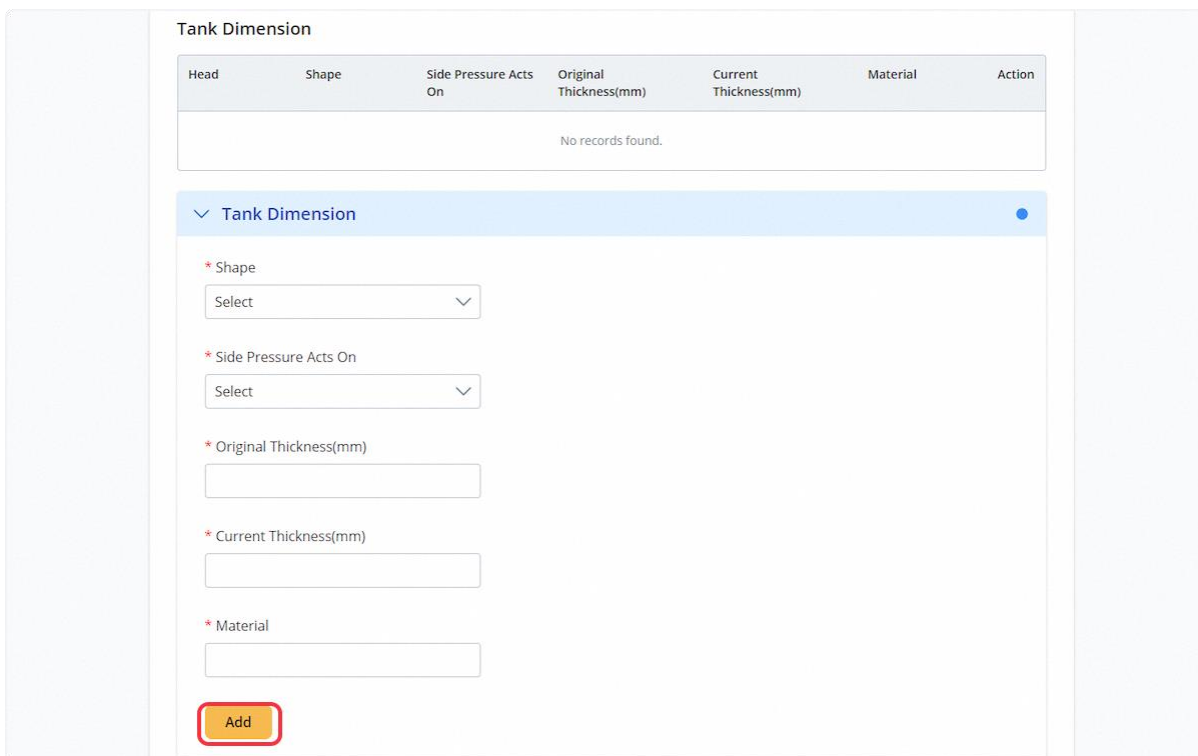 Tank Dimension
Head Shape Side Pressure Acts On Original Thickness(mm) Current Thickness(mm) Material Action
No records found.
Tank Dimension
* Shape
Select
* Side Pressure Acts On
Select
* Original Thickness(mm)
* Current Thickness(mm)
* Material
Add